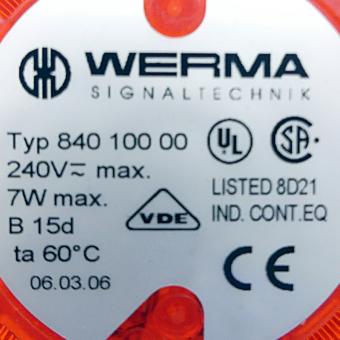 WERMA
SIGNALTECHNIK
Typ 840 100 00
240V⎓ max.
7W max.
B 15d
ta 60°C
06.03.06
UL
SA
LISTED 8D21
IND. CONT.EQ
VDE
CE